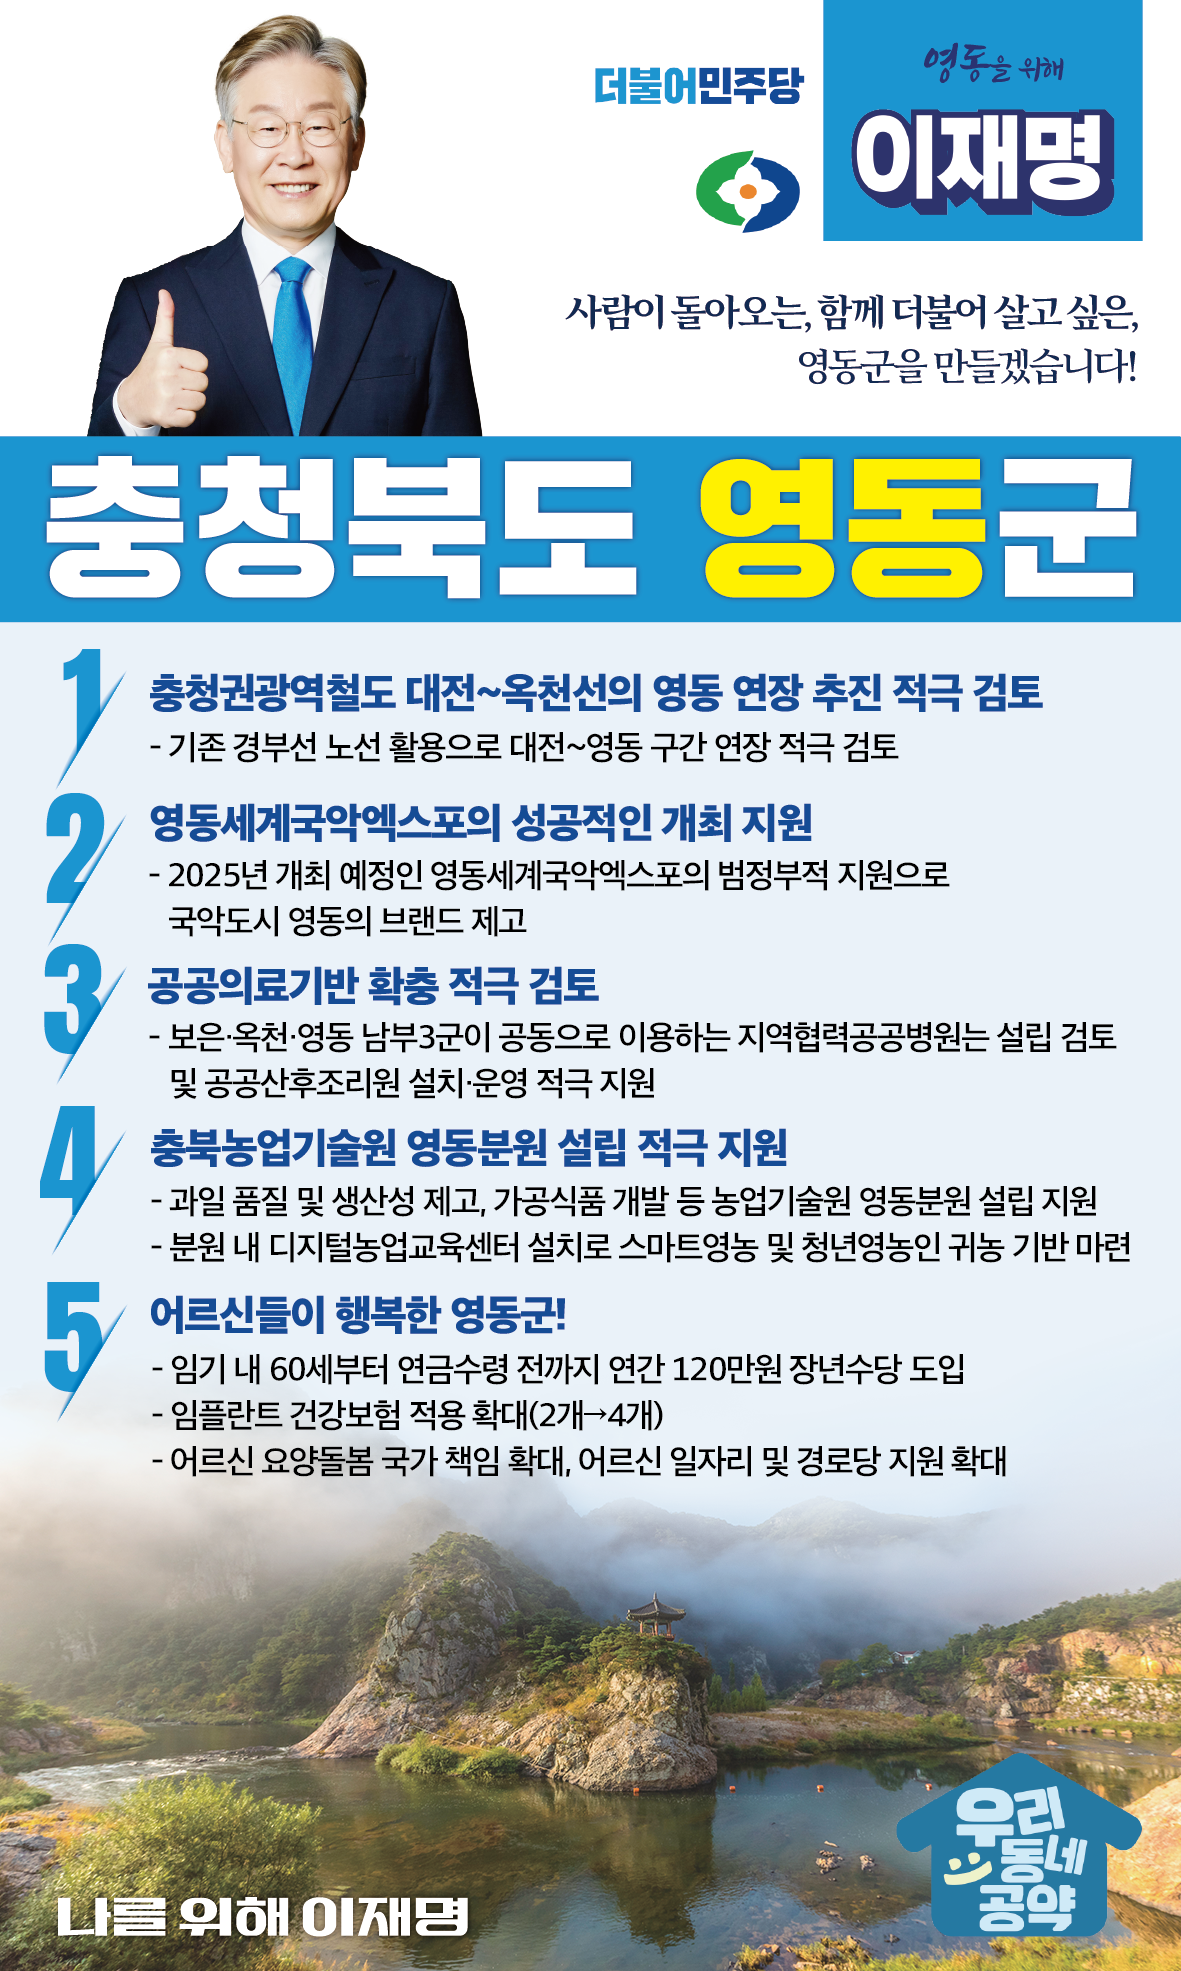 더불어민주당
영동을 위해
이재명
사람이 돌아오는, 함께 더불어 살고 싶은,
영동군을 만들겠습니다!
충청북도 영동군
1
충청권광역철도 대전~옥천선의 영동 연장 추진 적극 검토
- 기존 경부선 노선 활용으로 대전~영동 구간 연장 적극 검토
2
영동세계국악엑스포의 성공적인 개최 지원
- 2025년 개최 예정인 영동세계국악엑스포의 범정부적 지원으로
국악도시 영동의 브랜드 제고
3
공공의료기반 확충 적극 검토
- 보은·옥천·영동 남부3군이 공동으로 이용하는 지역협력공공병원는 설립 검토
및 공공산후조리원 설치·운영 적극 지원
4
충북농업기술원 영동분원 설립 적극 지원
- 과일 품질 및 생산성 제고, 가공식품 개발 등 농업기술원 영동분원 설립 지원
- 분원 내 디지털농업교육센터 설치로 스마트영농 및 청년영농인 귀농 기반 마련
5
어르신들이 행복한 영동군!
- 임기 내 60세부터 연금수령 전까지 연간 120만원 장년수당 도입
- 임플란트 건강보험 적용 확대(2개→4개)
- 어르신 요양돌봄 국가 책임 확대, 어르신 일자리 및 경로당 지원 확대
우리
동네
공약
나를 위해 이재명